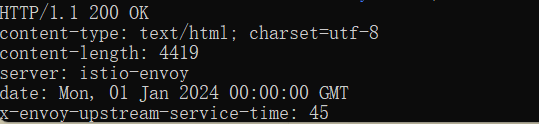 HTTP/1.1 200 OK
content-type: text/html; charset=utf-8
content-length: 4419
server: istio-envoy
date: Mon, 01 Jan 2024 00:00:00 GMT
x-envoy-upstream-service-time: 45